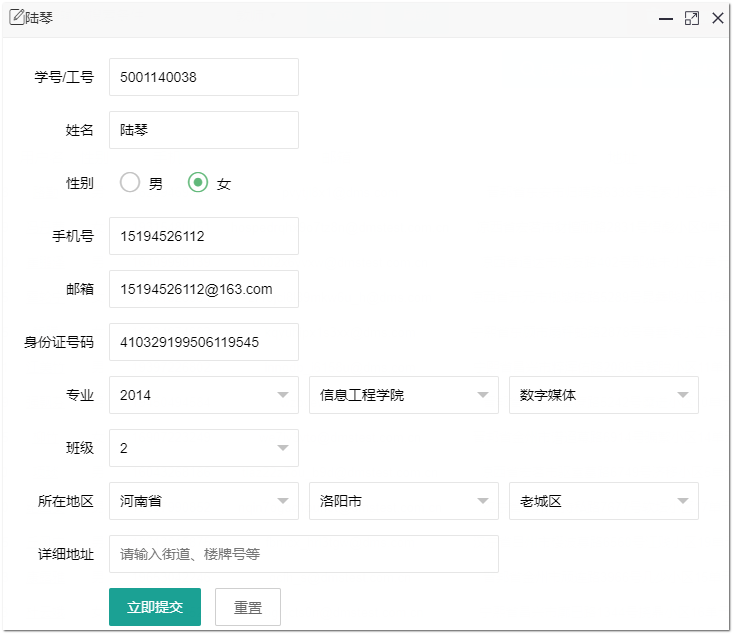 陆琴
学号/工号 5001140038
姓名 陆琴
性别 男 女
手机号 15194526112
邮箱 15194526112@163.com
身份证号码 410329199506119545
专业 2014 信息工程学院 数字媒体
班级 2
所在地区 河南省 洛阳市 老城区
详细地址 请输入街道、楼牌号等
立即提交 重置